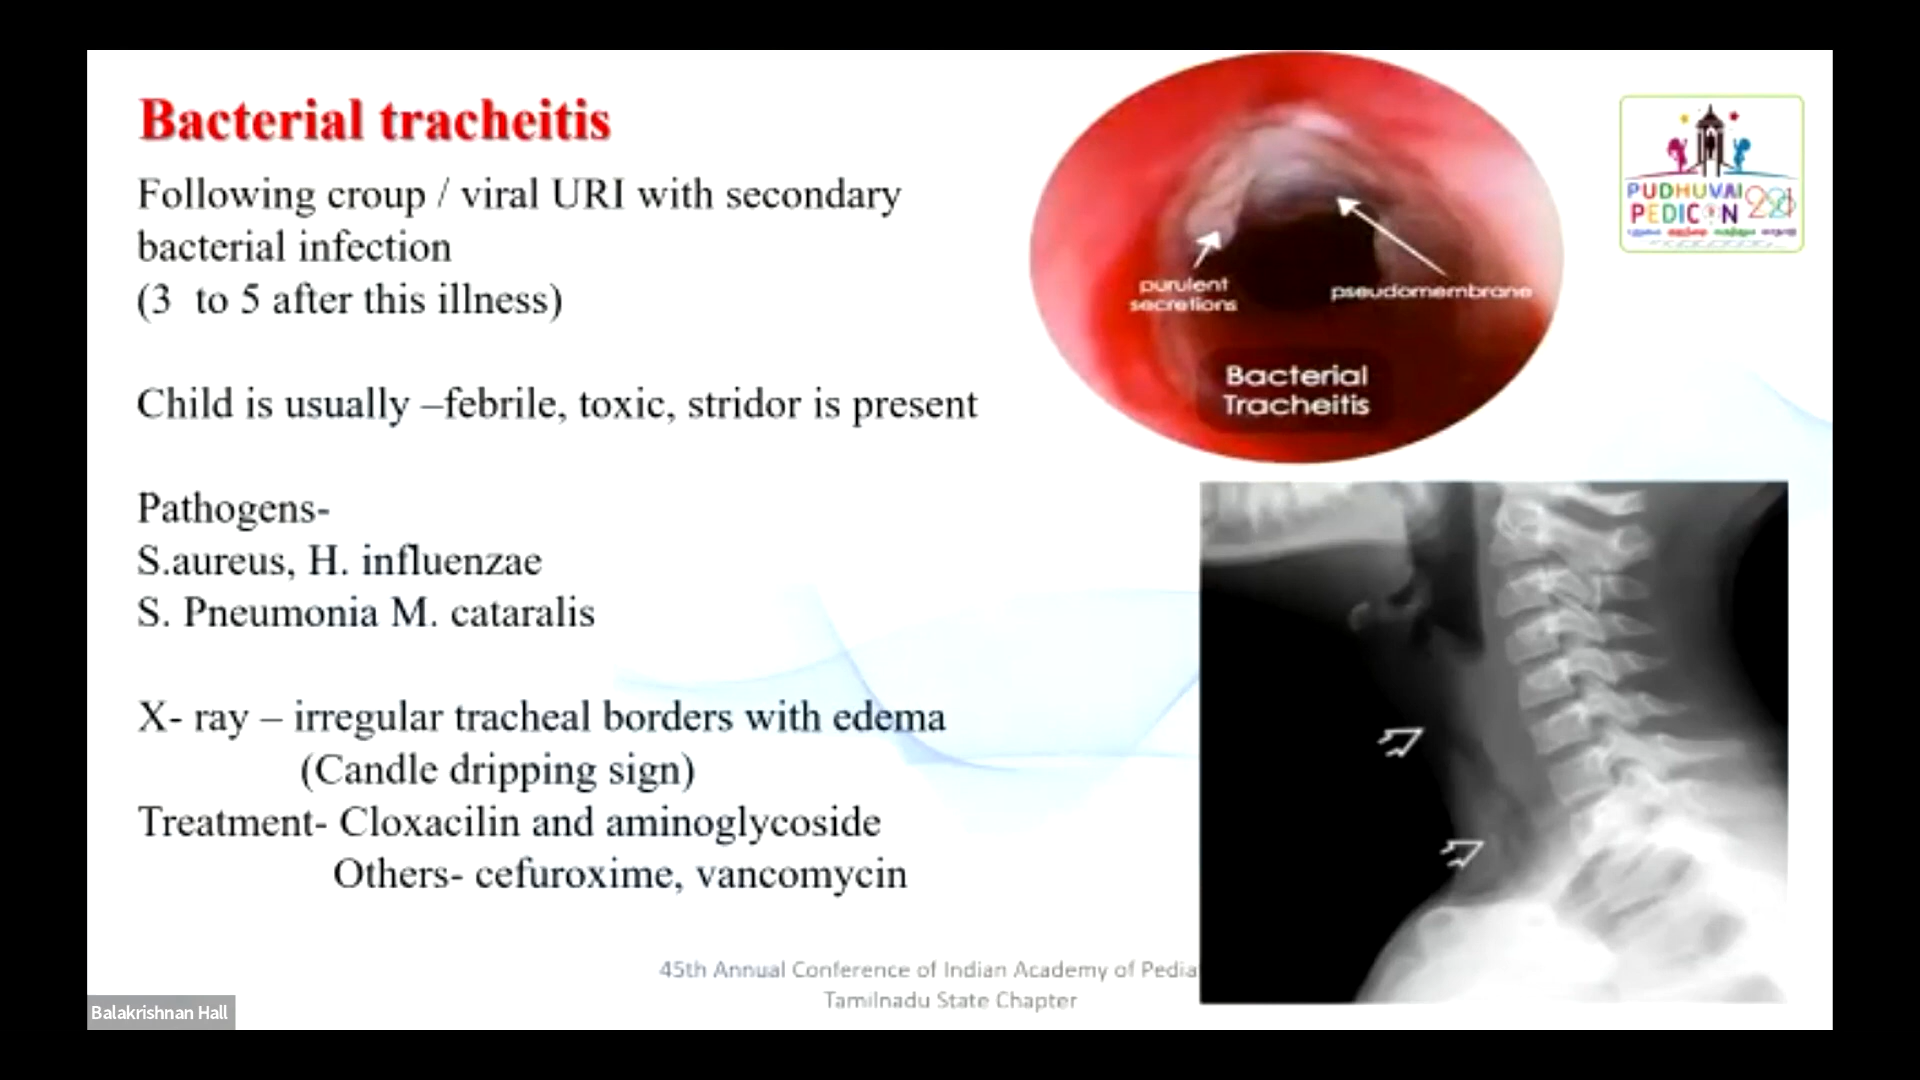 Bacterial tracheitis
Following croup / viral URI with secondary
bacterial infection
(3 to 5 after this illness)
Child is usually –febrile, toxic, stridor is present
Pathogens-
S.aureus, H. influenzae
S. Pneumonia M. cataralis
X- ray – irregular tracheal borders with edema
(Candle dripping sign)
Treatment- Cloxacilin and aminoglycoside
Others- cefuroxime, vancomycin
purulent
secretions
pseudomembrane
Bacterial
Tracheitis
PUDHUVAI
PEDICON
45th Annual Conference of Indian Academy of Pedia
Tamilnadu State Chapter
Balakrishnan Hall